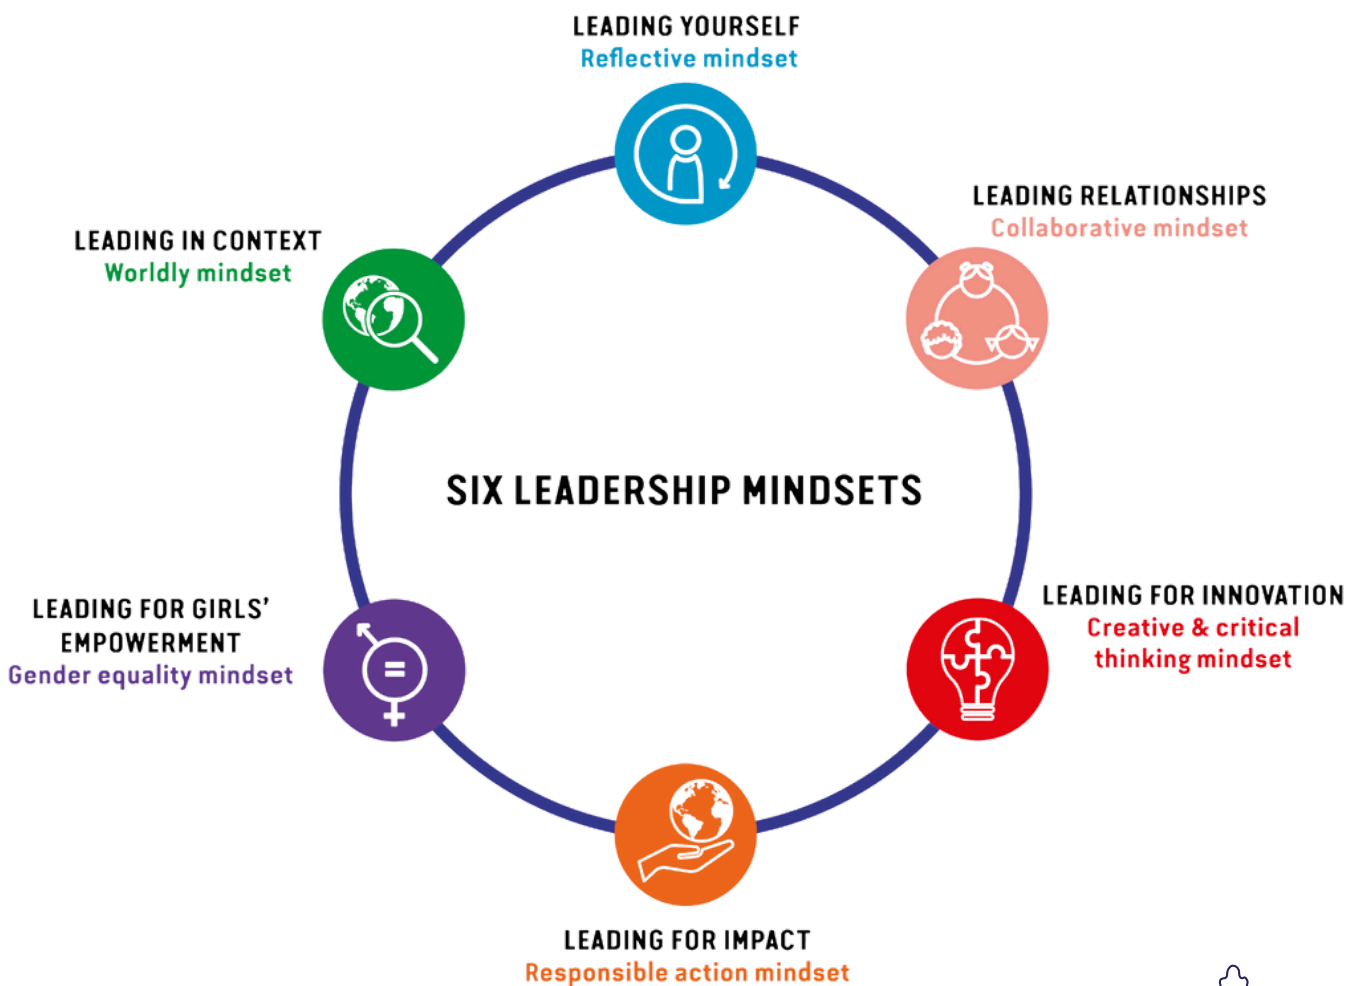 LEADING YOURSELF
Reflective mindset
LEADING RELATIONSHIPS
Collaborative mindset
LEADING IN CONTEXT
Worldly mindset
SIX LEADERSHIP MINDSETS
LEADING FOR INNOVATION
Creative & critical
thinking mindset
LEADING FOR GIRLS’
EMPOWERMENT
Gender equality mindset
LEADING FOR IMPACT
Responsible action mindset